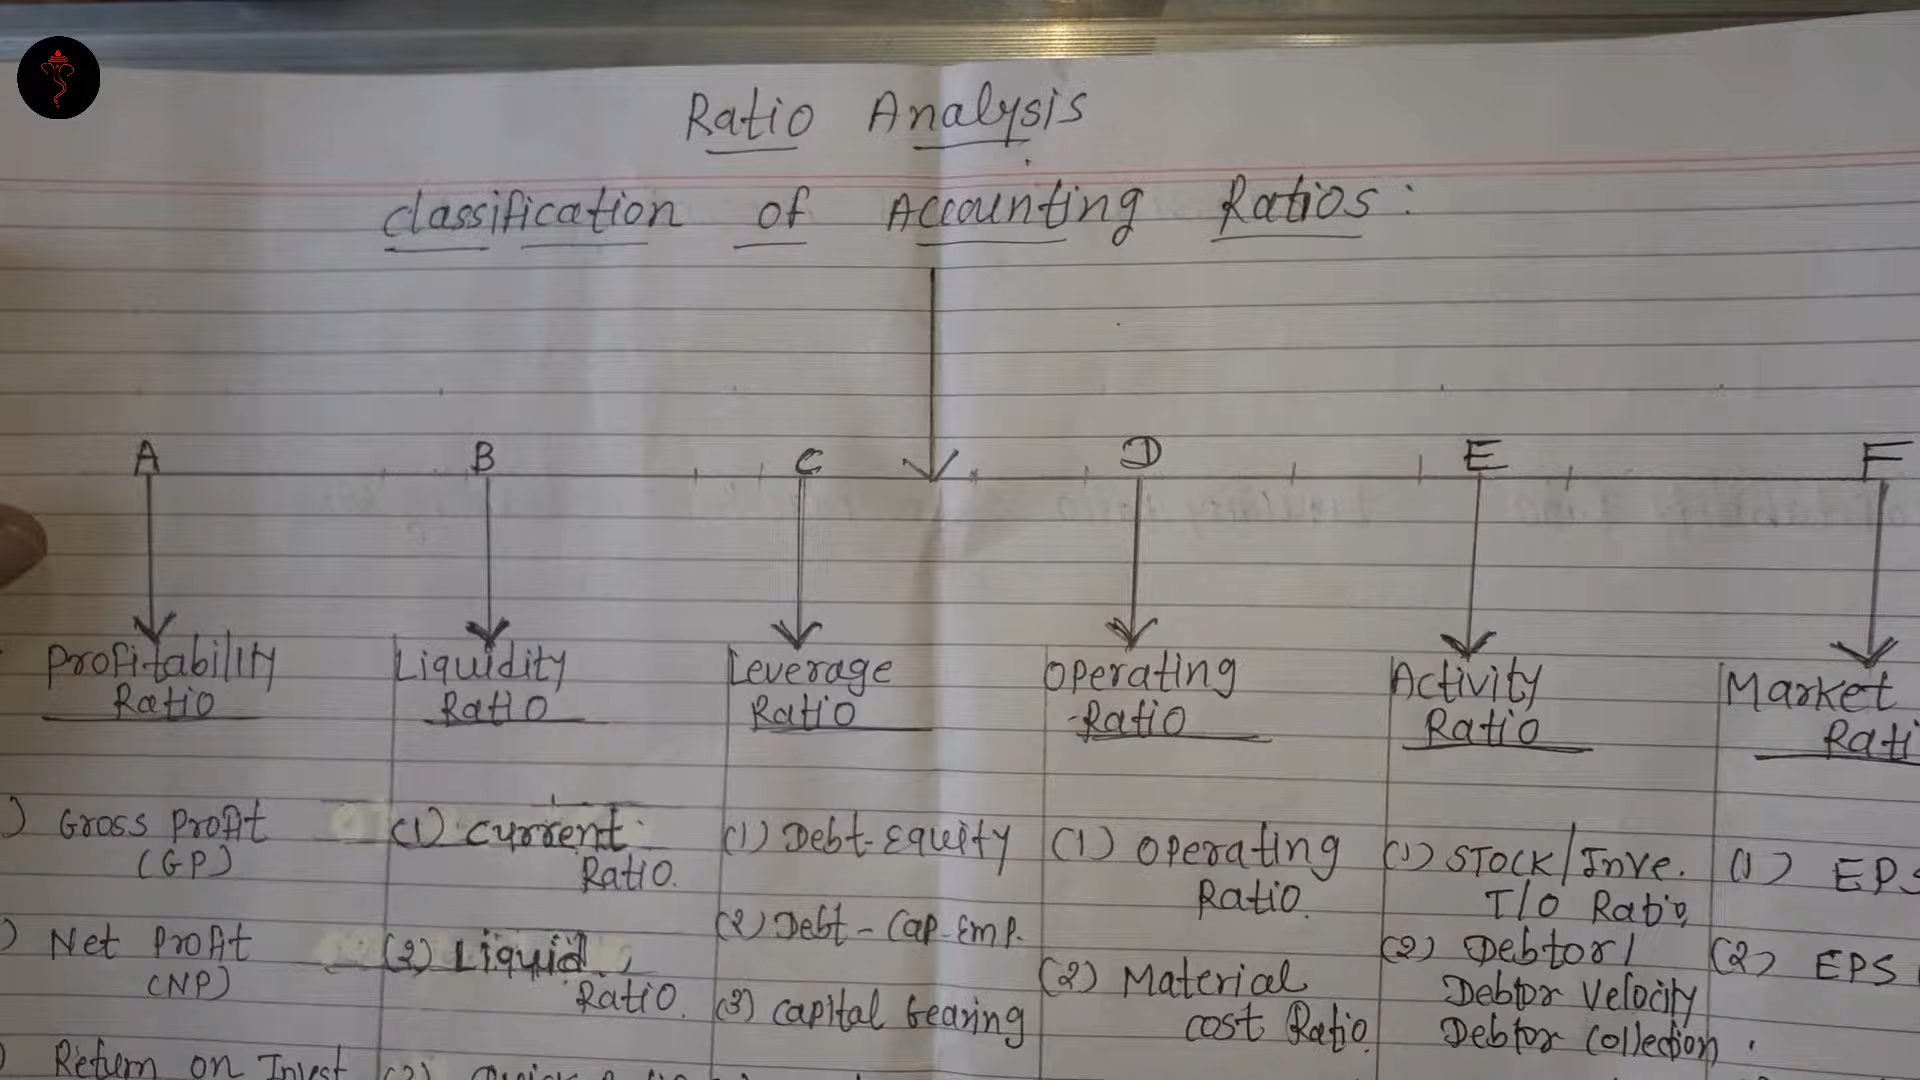 Ratio Analysis
Classification of Accounting Ratios:
A B C D E F
Profitability Ratio
Liquidity Ratio
Leverage Ratio
Operating Ratio
Activity Ratio
Market
) Gross Profit
(GP)
) Net Profit
(NP)
) Return on Invest
(1) Current
Ratio.
(2) Liquid
Ratio.
(1) Debt-Equity
(2) Debt - Cap-Emp.
(3) Capital Gearing
(1) Operating
Ratio.
(2) Material
Cost Ratio.
(1) Stock/Inve.
T/O Ratio
(2) Debtor/
Debtor Velocity
Debtor Collection
(1) EPS
(2) EPS